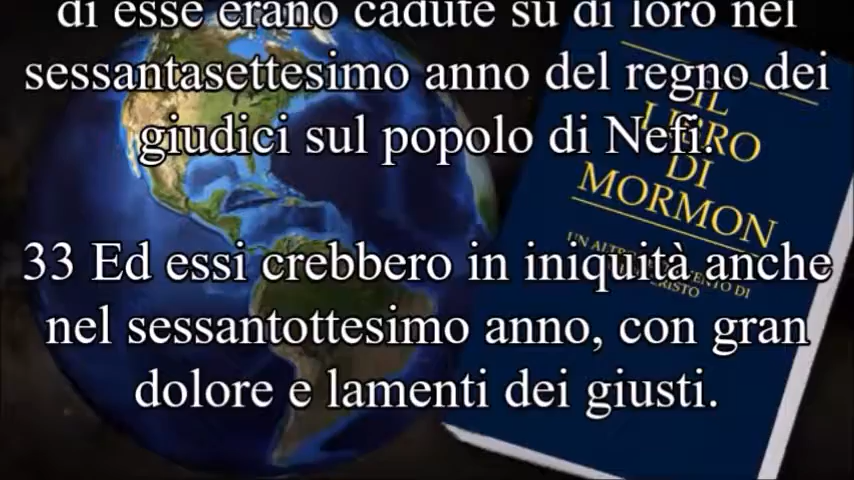 di esse erano cadute su di loro nel
sessantasettesimo anno del regno dei
giudici sul popolo di Nefi.
33 Ed essi crebbero in iniquità anche
nel sessantottesimo anno, con gran
dolore e lamenti dei giusti.
IL
LIBRO
DI
MORMON
UN
DI